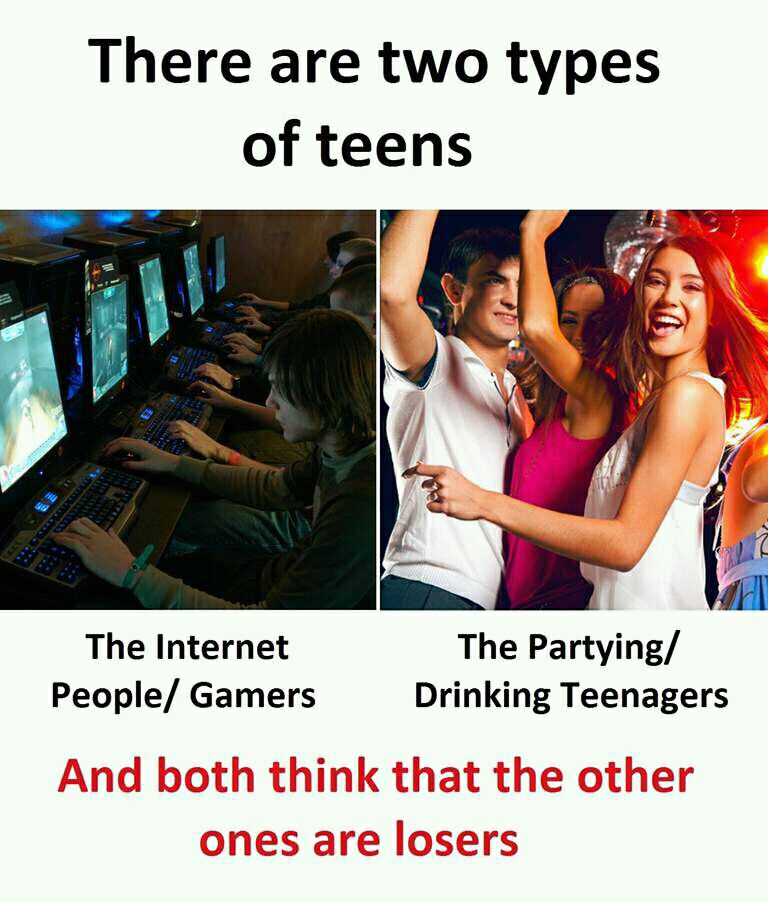 There are two types
of teens
The Internet
People/ Gamers
The Partying/
Drinking Teenagers
And both think that the other
ones are losers